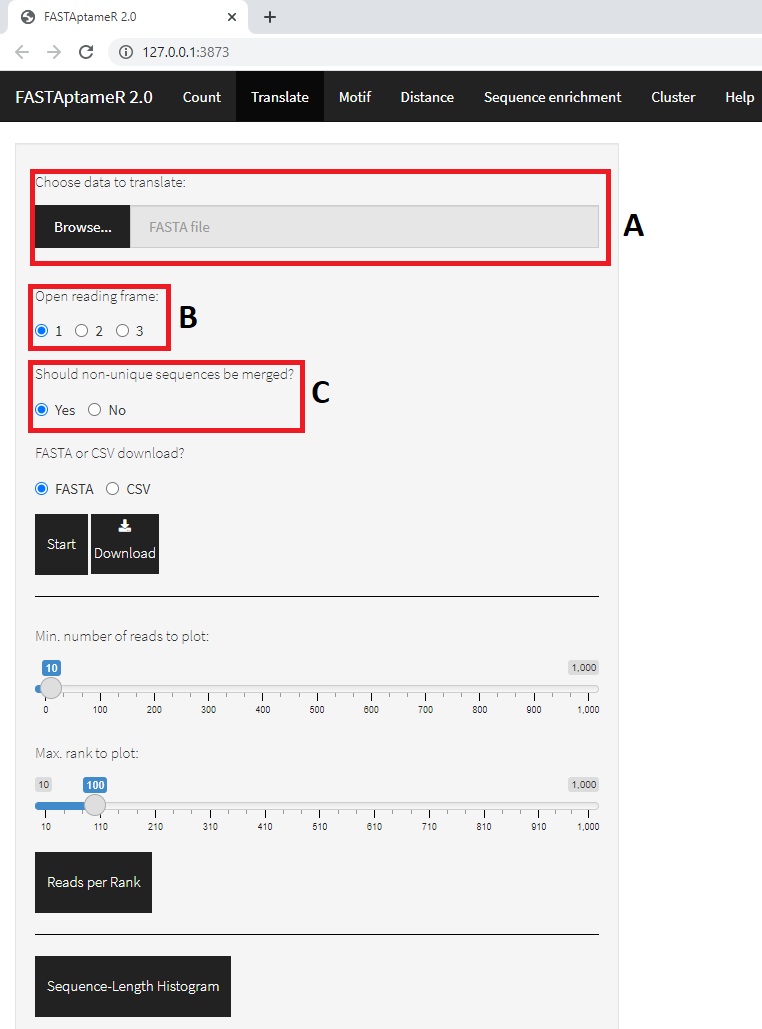 FASTAptameR 2.0
127.0.0.1:3873
FASTAptameR 2.0 Count Translate Motif Distance Sequence enrichment Cluster Help
Choose data to translate:
Browse... FASTA file
A
Open reading frame:
1 2 3
B
Should non-unique sequences be merged?
Yes No
C
FASTA or CSV download?
FASTA CSV
Start Download
Min. number of reads to plot:
10 1,000
0 100 200 300 400 500 600 700 800 900 1,000
Max. rank to plot:
10 100 1,000
10 110 210 310 410 510 610 710 810 910 1,000
Reads per Rank
Sequence-Length Histogram